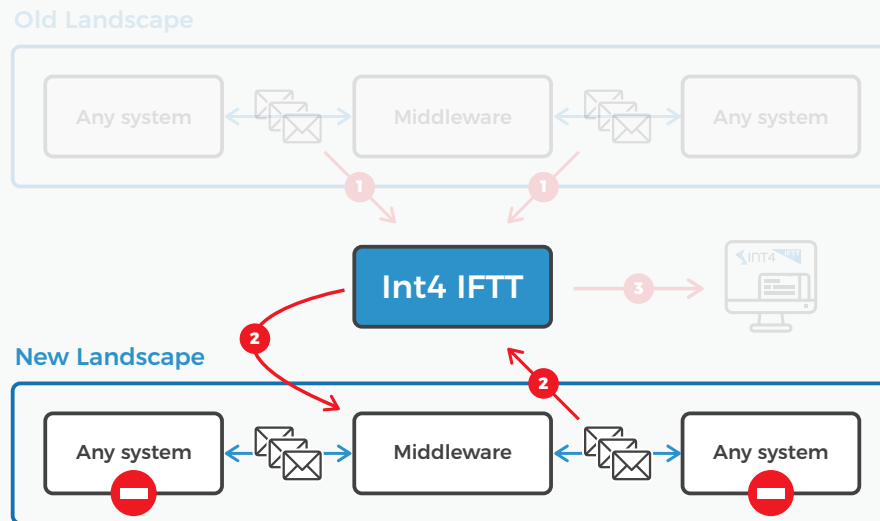 Old Landscape
Any system
Middleware
Any system
1
1
Int4 IFTT
3
INT4 IFTT
2
New Landscape
2
Any system
Middleware
Any system